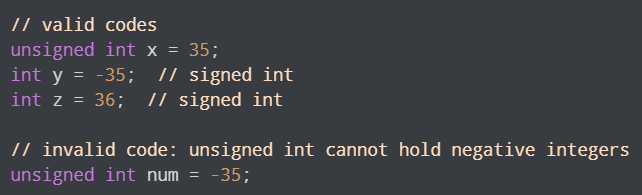 // valid codes
unsigned int x = 35;
int y = -35;  // signed int
int z = 36;  // signed int

// invalid code: unsigned int cannot hold negative integers
unsigned int num = -35;